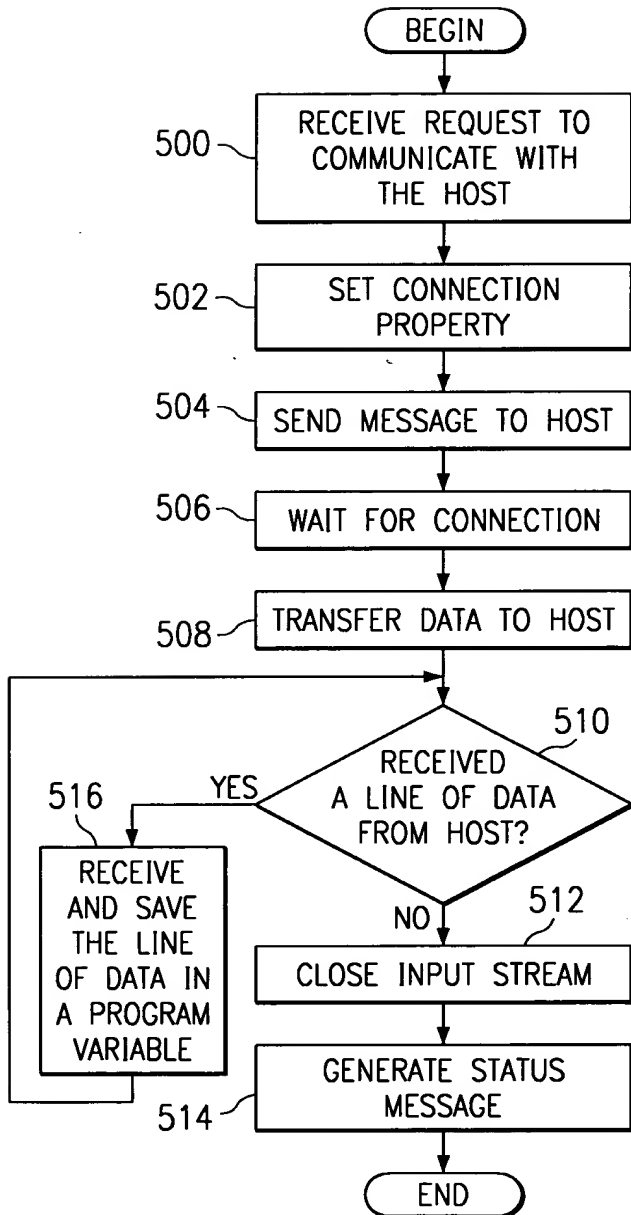 BEGIN
500
RECEIVE REQUEST TO
COMMUNICATE WITH
THE HOST
502
SET CONNECTION
PROPERTY
504
SEND MESSAGE TO HOST
506
WAIT FOR CONNECTION
508
TRANSFER DATA TO HOST
510
RECEIVED
A LINE OF DATA
FROM HOST?
YES
516
RECEIVE
AND SAVE
THE LINE
OF DATA IN
A PROGRAM
VARIABLE
NO
512
CLOSE INPUT STREAM
514
GENERATE STATUS
MESSAGE
END